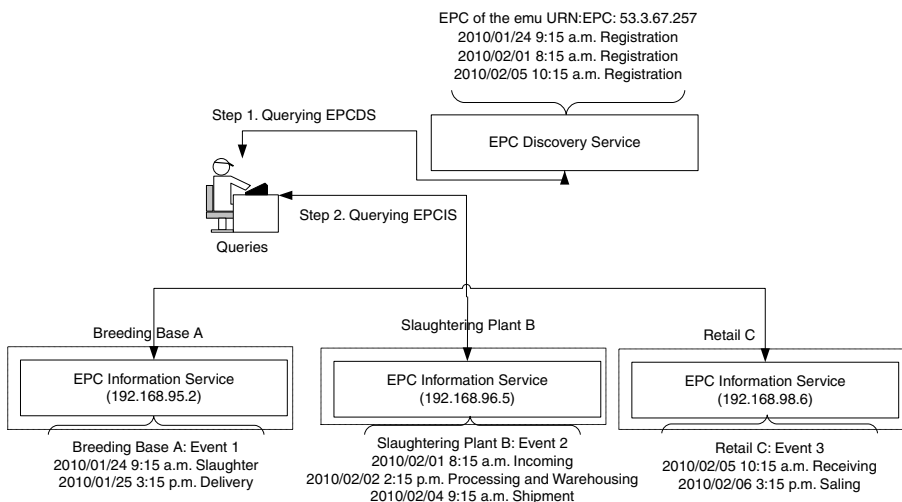 EPC of the emu URN:EPC: 53.3.67.257
2010/01/24 9:15 a.m. Registration
2010/02/01 8:15 a.m. Registration
2010/02/05 10:15 a.m. Registration
Step 1. Querying EPCDS
EPC Discovery Service
Step 2. Querying EPCIS
Queries
Breeding Base A
EPC Information Service
(192.168.95.2)
Breeding Base A: Event 1
2010/01/24 9:15 a.m. Slaughter
2010/01/25 3:15 p.m. Delivery
Slaughtering Plant B
EPC Information Service
(192.168.96.5)
Slaughtering Plant B: Event 2
2010/02/01 8:15 a.m. Incoming
2010/02/02 2:15 p.m. Processing and Warehousing
2010/02/04 9:15 a.m. Shipment
Retail C
EPC Information Service
(192.168.98.6)
Retail C: Event 3
2010/02/05 10:15 a.m. Receiving
2010/02/06 3:15 p.m. Saling